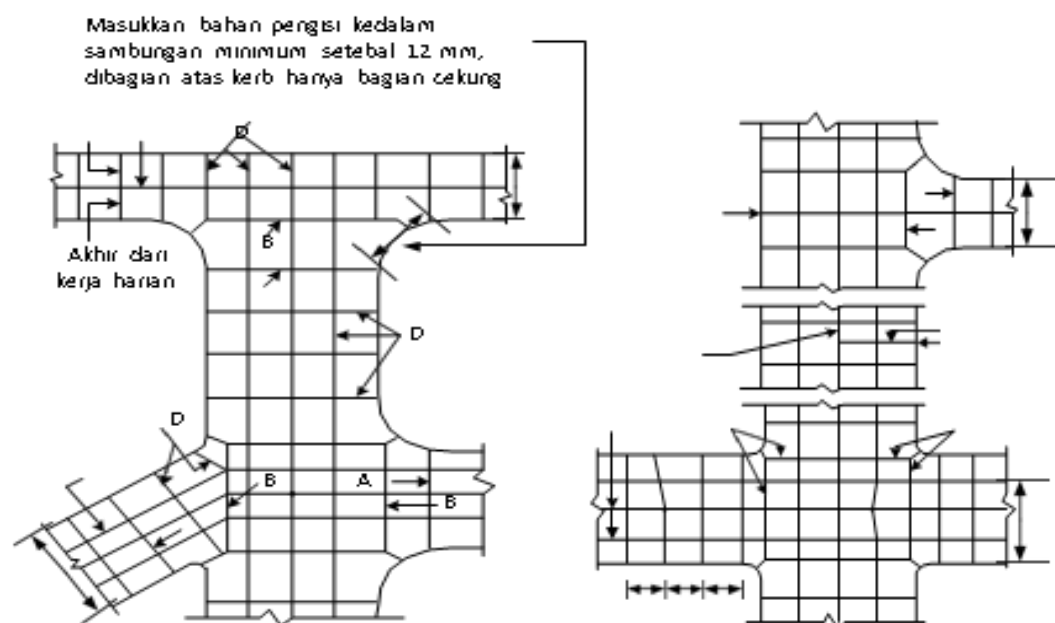 Masukkan bahan pengisi kedalam
sambungan minimum setebal 12 mm,
dibagian atas kerb hanya bagian cekung
D
B
Akhir dari
kerja harian
D
D
B
A
B